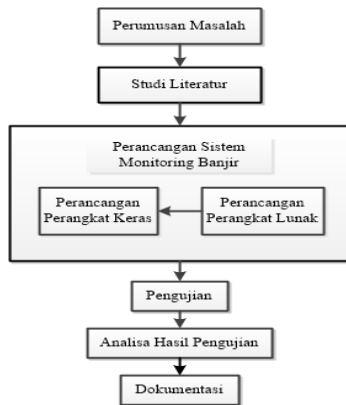 Perumusan Masalah
Studi Literatur
Perancangan Sistem
Monitoring Banjir
Perancangan
Perangkat Keras
Perancangan
Perangkat Lunak
Pengujian
Analisa Hasil Pengujian
Dokumentasi